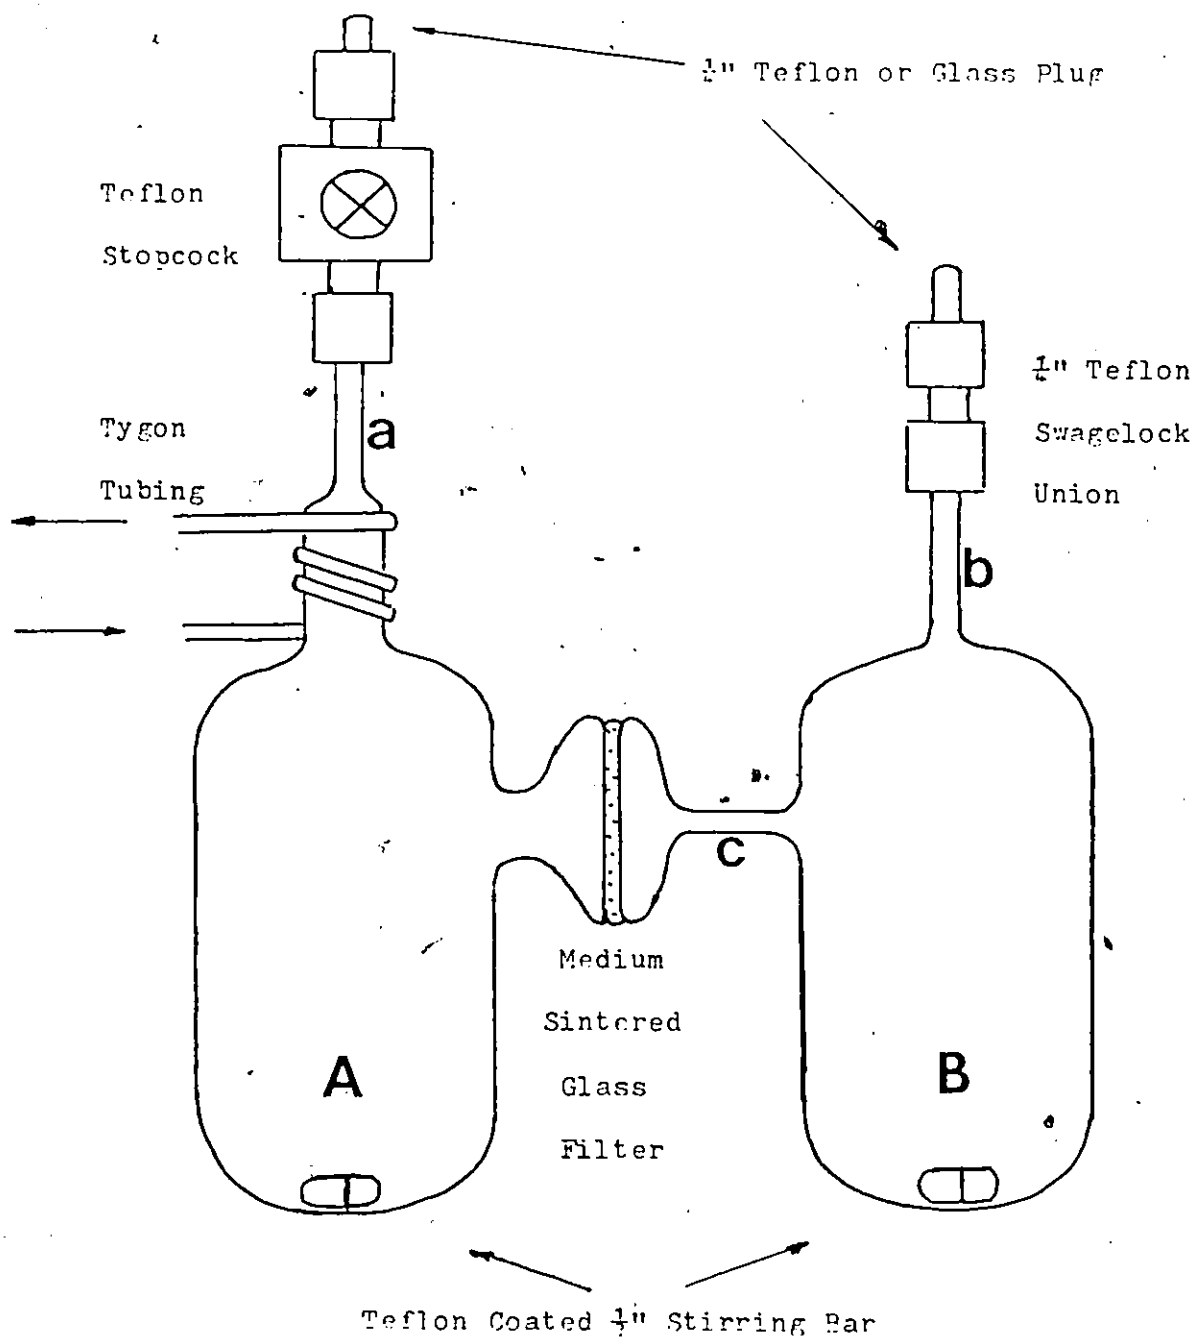 ¼" Teflon or Glass Plug
Teflon
Stopcock
¼" Teflon
Swagelock
Union
a
Tygon
Tubing
b
c
Medium
Sintered
Glass
Filter
A
B
Teflon Coated ½" Stirring Bar